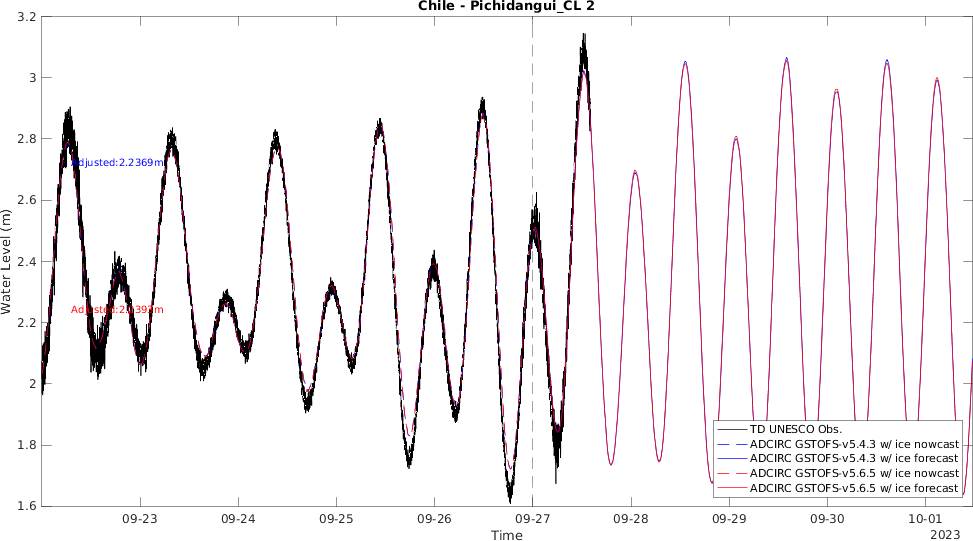 Chile - Pichidangui_CL 2
Water Level (m)
3.2
3
2.8
2.6
2.4
2.2
2
1.8
1.6
Adjusted:2.2369m
TD UNESCO Obs.
ADCIRC GSTOFS-v5.4.3 w/ ice nowcast
ADCIRC GSTOFS-v5.4.3 w/ ice forecast
ADCIRC GSTOFS-v5.6.5 w/ ice nowcast
ADCIRC GSTOFS-v5.6.5 w/ ice forecast
09-23 09-24 09-25 09-26 09-27 09-28 09-29 09-30 10-01
Time
2023